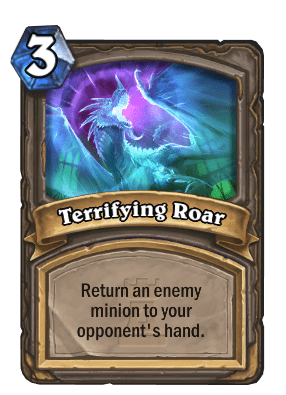 3
Terrifying Roar
Return an enemy
minion to your
opponent's hand.